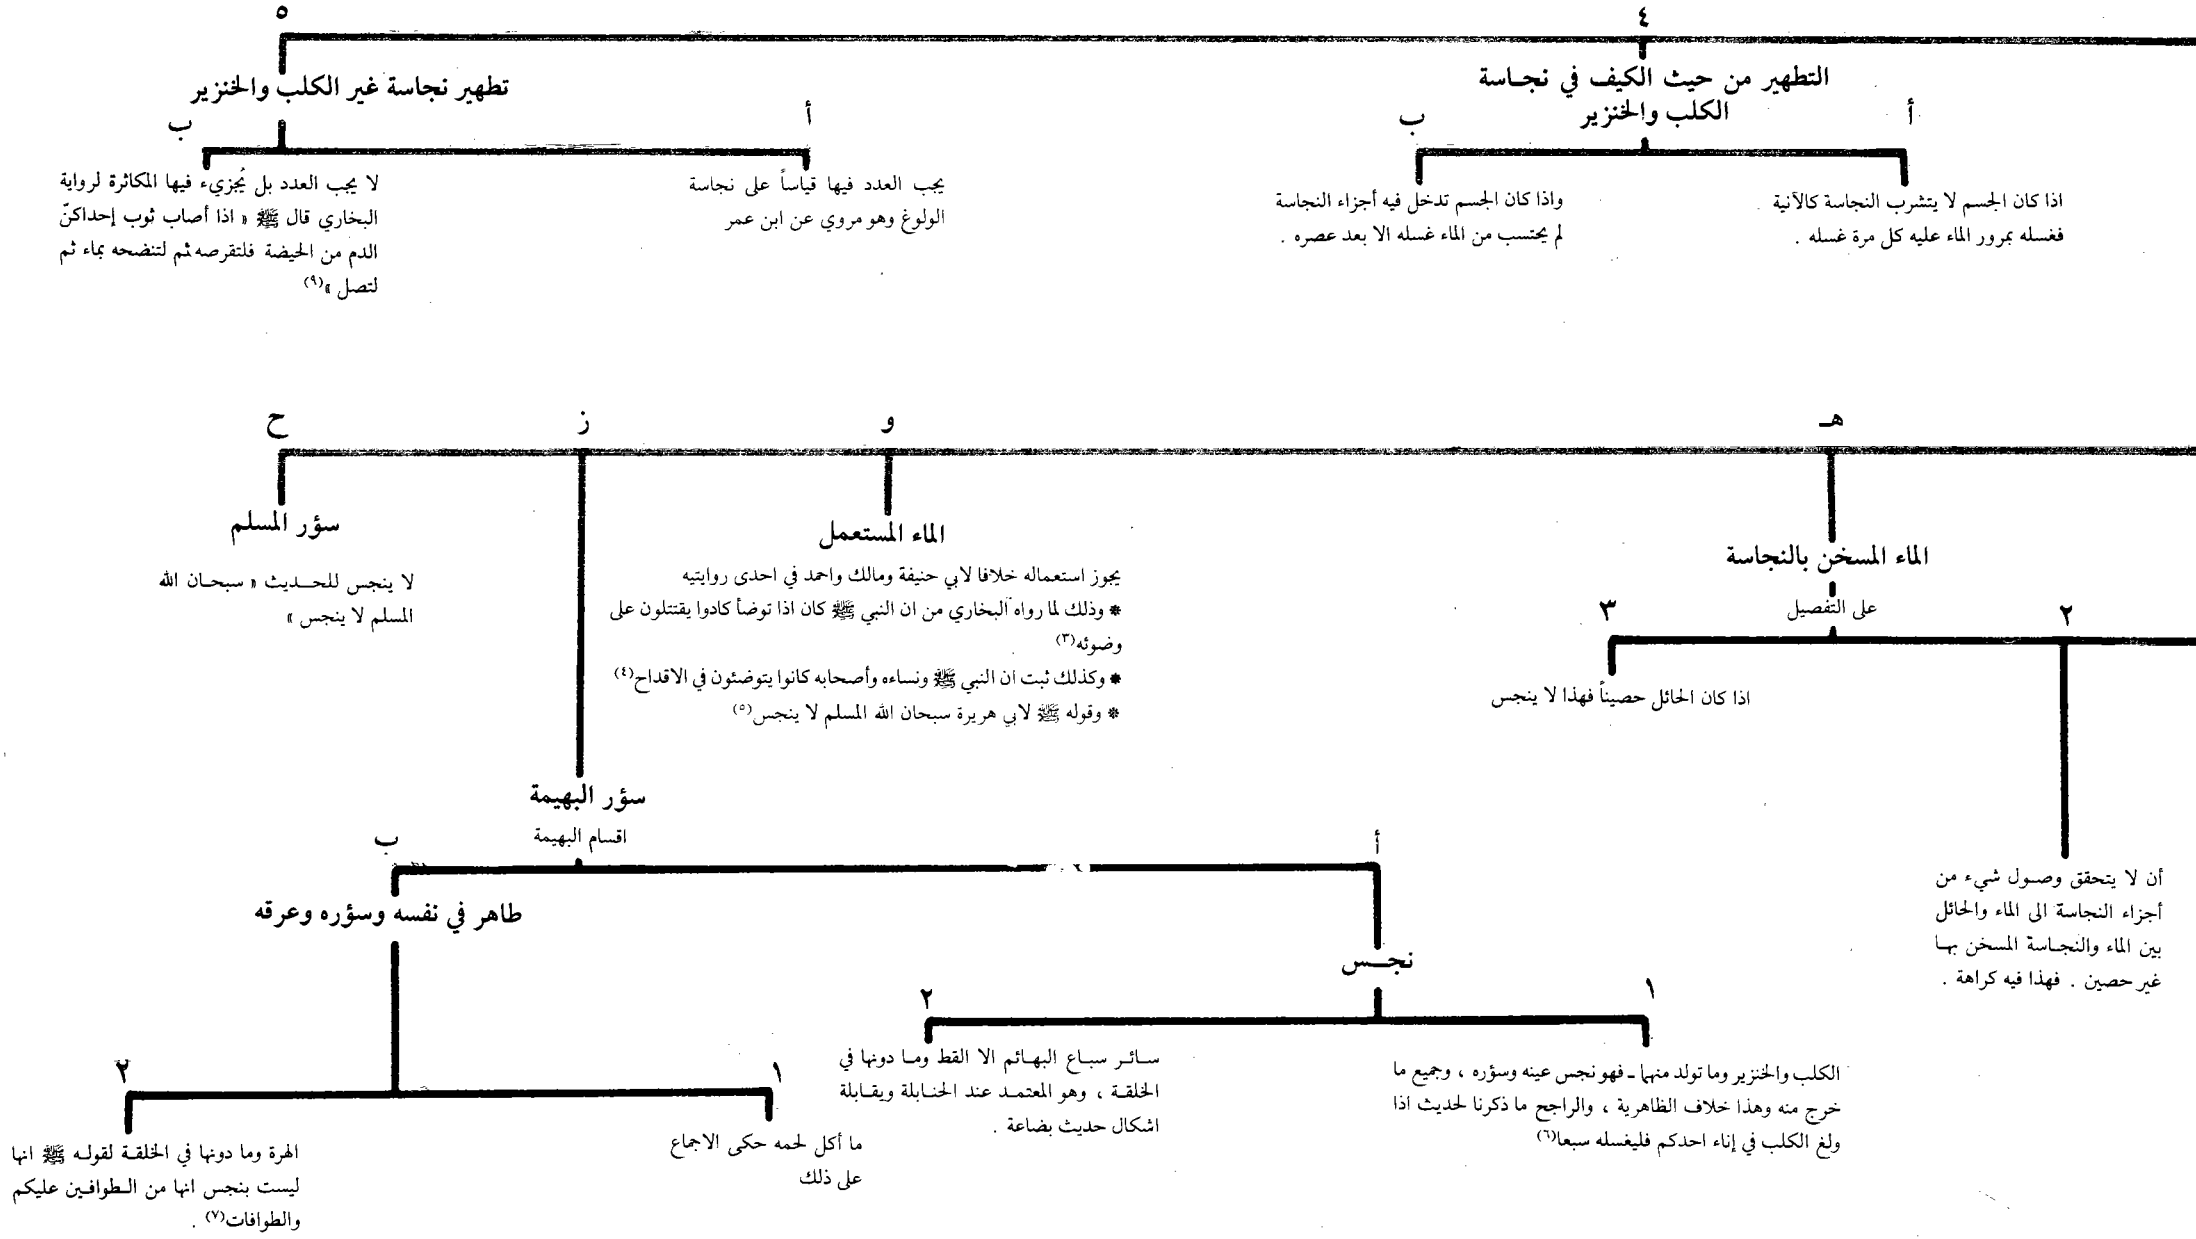 ٤
التطهير من حيث الكيف في نجاسة
الكلب والخنزير
أ
اذا كان الجسم لا يتشرب النجاسة كالآنية
فغسله بمرور الماء عليه كل مرة غسله .
ب
واذا كان الجسم تدخل فيه أجزاء النجاسة
لم يحتسب من الماء غسله الا بعد عصره .
٥
تطهير نجاسة غير الكلب والخنزير
أ
يجب العدد فيها قياساً على نجاسة
الولوغ وهو مروي عن ابن عمر
ب
لا يجب العدد بل يُجزيء فيها المكاثرة لرواية
البخاري قال ﷺ « اذا أصاب ثوب إحداكنّ
الدم من الحيضة فلتقرصه ثم لتنضحه بماء ثم
لتصل »(٩)
هـ
الماء المسخن بالنجاسة
على التفصيل
٢
أن لا يتحقق وصول شيء من
أجزاء النجاسة الى الماء والحائل
بين الماء والنجاسة المسخن بها
غير حصين . فهذا فيه كراهة .
٣
اذا كان الحائل حصيناً فهذا لا ينجس
و
الماء المستعمل
يجوز استعماله خلافا لابي حنيفة ومالك واحمد في احدى روايتيه
* وذلك لما رواه البخاري من ان النبي ﷺ كان اذا توضأ كادوا يقتتلون على
وضوئه(٣)
* وكذلك ثبت ان النبي ﷺ ونساءه وأصحابه كانوا يتوضئون في الاقداح(٤)
* وقوله ﷺ لابي هريرة سبحان الله المسلم لا ينجس(٥)
ز
سؤر البهيمة
اقسام البهيمة
أ
نجس
١
الكلب والخنزير وما تولد منهما ـ فهو نجس عينه وسؤره ، وجميع ما
خرج منه وهذا خلاف الظاهرية ، والراجح ما ذكرنا لحديث اذا
ولغ الكلب في إناء احدكم فليغسله سبعا(٦)
٢
سائر سباع البهائم الا القط وما دونها في
الخلقة ، وهو المعتمد عند الحنابلة ويقابلة
اشكال حديث بضاعة .
ب
طاهر في نفسه وسؤره وعرقه
١
ما أكل لحمه حكى الاجماع
على ذلك
٢
الهرة وما دونها في الخلقة لقوله ﷺ انها
ليست بنجس انها من الطوافين عليكم
والطوافات(٧) .
ح
سؤر المسلم
لا ينجس للحديث « سبحان الله
المسلم لا ينجس »